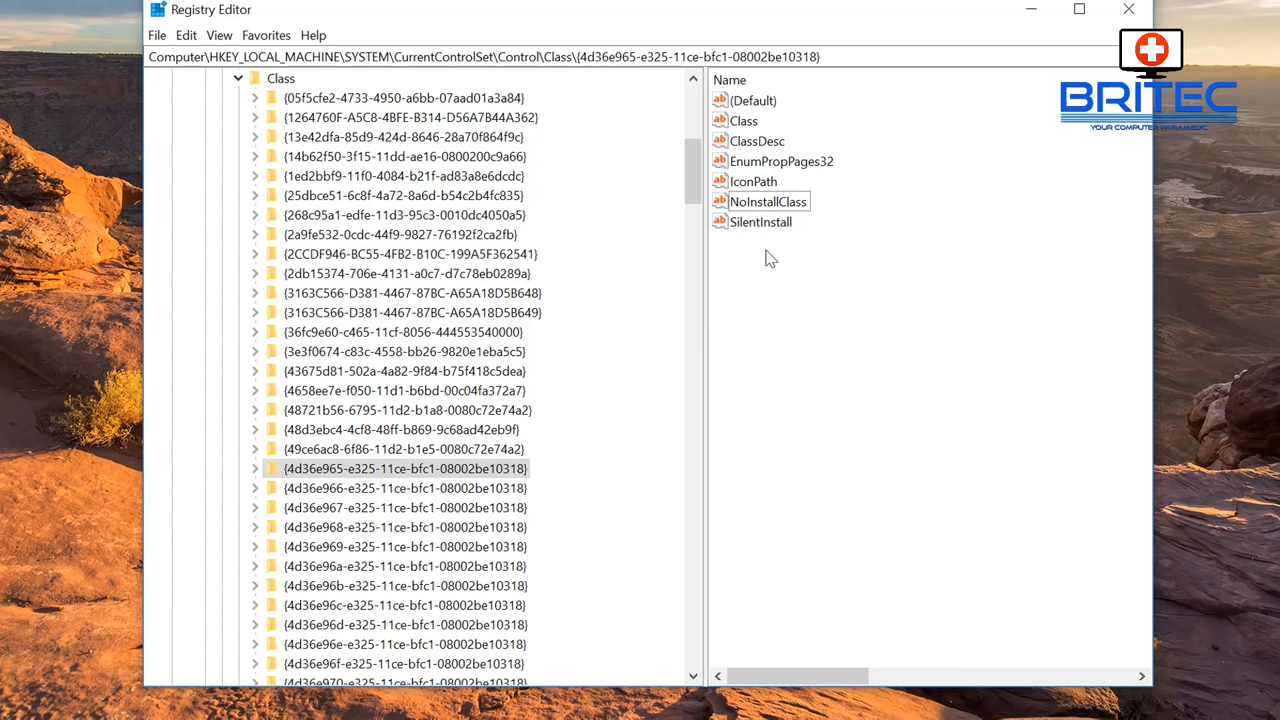 Registry Editor
File Edit View Favorites Help
Computer\HKEY_LOCAL_MACHINE\SYSTEM\CurrentControlSet\Control\Class\{4d36e965-e325-11ce-bfc1-08002be10318}
Class
{05f5cfe2-4733-4950-a6bb-07aad01a3a84}
{1264760F-A5C8-4BFE-B314-D56A7B44A362}
{13e42dfa-85d9-424d-8646-28a70f864f9c}
{14b62f50-3f15-11dd-ae16-0800200c9a66}
{1ed2bbf9-11f0-4084-b21f-ad83a8e6dcdc}
{25dbce51-6c8f-4a72-8a6d-b54c2b4fc835}
{268c95a1-edfe-11d3-95c3-0010dc4050a5}
{2a9fe532-0cdc-44f9-9827-76192f2ca2fb}
{2CCDF946-BC55-4FB2-B10C-199A5F362541}
{2db15374-706e-4131-a0c7-d7c78eb0289a}
{3163C566-D381-4467-87BC-A65A18D5B648}
{3163C566-D381-4467-87BC-A65A18D5B649}
{36fc9e60-c465-11cf-8056-444553540000}
{3e3f0674-c83c-4558-bb26-9820e1eba5c5}
{43675d81-502a-4a82-9f84-b75f418c5dea}
{4658ee7e-f050-11d1-b6bd-00c04fa372a7}
{48721b56-6795-11d2-b1a8-0080c72e74a2}
{48d3ebc4-4cf8-48ff-b869-9c68ad42eb9f}
{49ce6ac8-6f86-11d2-b1e5-0080c72e74a2}
{4d36e965-e325-11ce-bfc1-08002be10318}
{4d36e966-e325-11ce-bfc1-08002be10318}
{4d36e967-e325-11ce-bfc1-08002be10318}
{4d36e968-e325-11ce-bfc1-08002be10318}
{4d36e969-e325-11ce-bfc1-08002be10318}
{4d36e96a-e325-11ce-bfc1-08002be10318}
{4d36e96b-e325-11ce-bfc1-08002be10318}
{4d36e96c-e325-11ce-bfc1-08002be10318}
{4d36e96d-e325-11ce-bfc1-08002be10318}
{4d36e96e-e325-11ce-bfc1-08002be10318}
{4d36e96f-e325-11ce-bfc1-08002be10318}
{4d36e970-e325-11ce-bfc1-08002be10318}
Name
(Default)
Class
ClassDesc
EnumPropPages32
IconPath
NoInstallClass
SilentInstall
BRITEC
YOUR COMPUTER PARAMEDIC